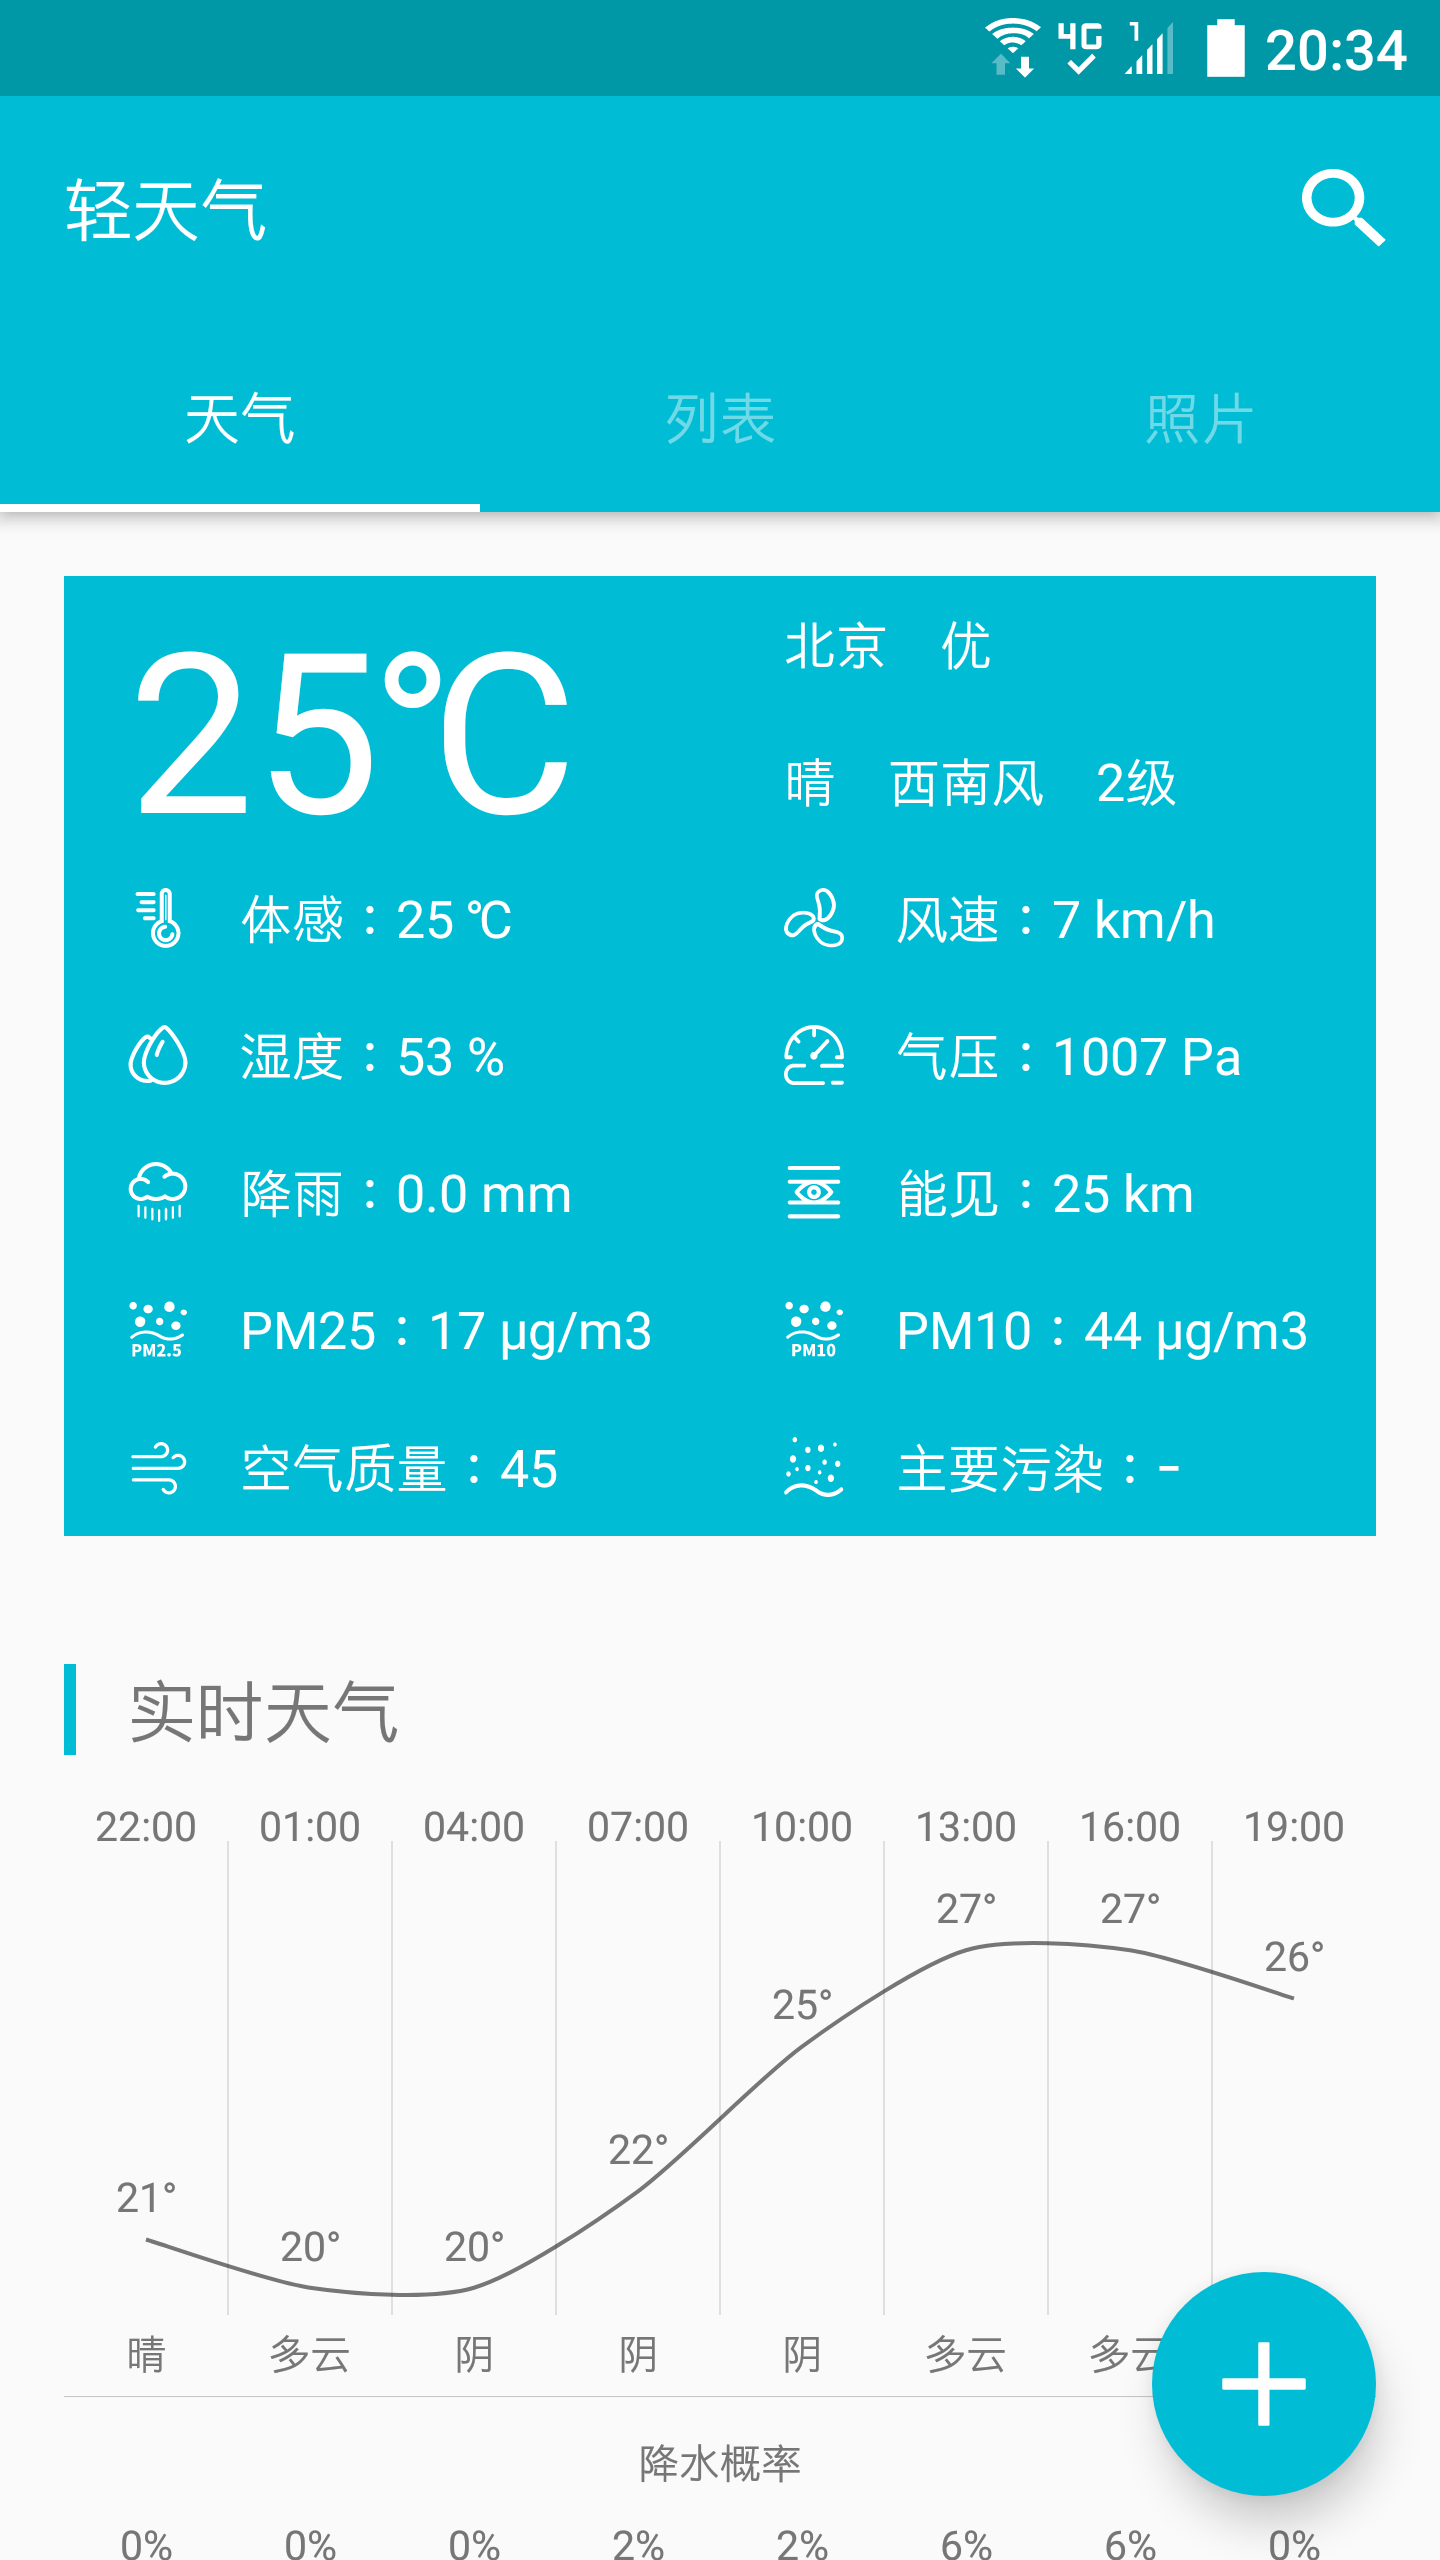 4G 1 20:34
轻天气
天气 列表 照片
25℃
北京 优
晴 西南风 2级
体感：25 ℃ 风速：7 km/h
湿度：53 % 气压：1007 Pa
降雨：0.0 mm 能见：25 km
PM2.5 PM25：17 μg/m3 PM10 PM10：44 μg/m3
空气质量：45 主要污染：-
实时天气
22:00 01:00 04:00 07:00 10:00 13:00 16:00 19:00
27° 27°
26°
25°
22°
21°
20° 20°
晴 多云 阴 阴 阴 多云 多云
降水概率
0% 0% 0% 2% 2% 6% 6% 0%